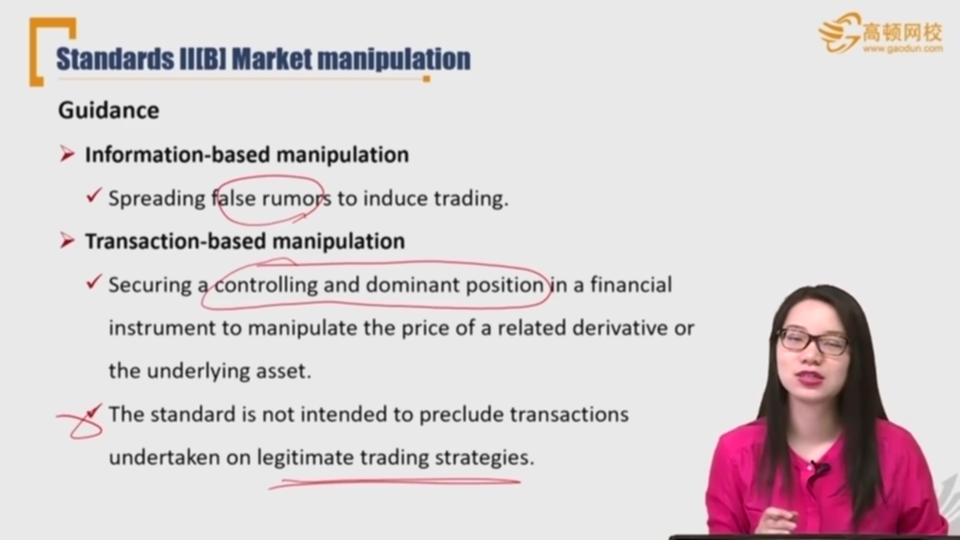 Standards II[B] Market manipulation
高顿网校
www.gaodun.com
Guidance
Information-based manipulation
Spreading false rumors to induce trading.
Transaction-based manipulation
Securing a controlling and dominant position in a financial
instrument to manipulate the price of a related derivative or
the underlying asset.
The standard is not intended to preclude transactions
undertaken on legitimate trading strategies.